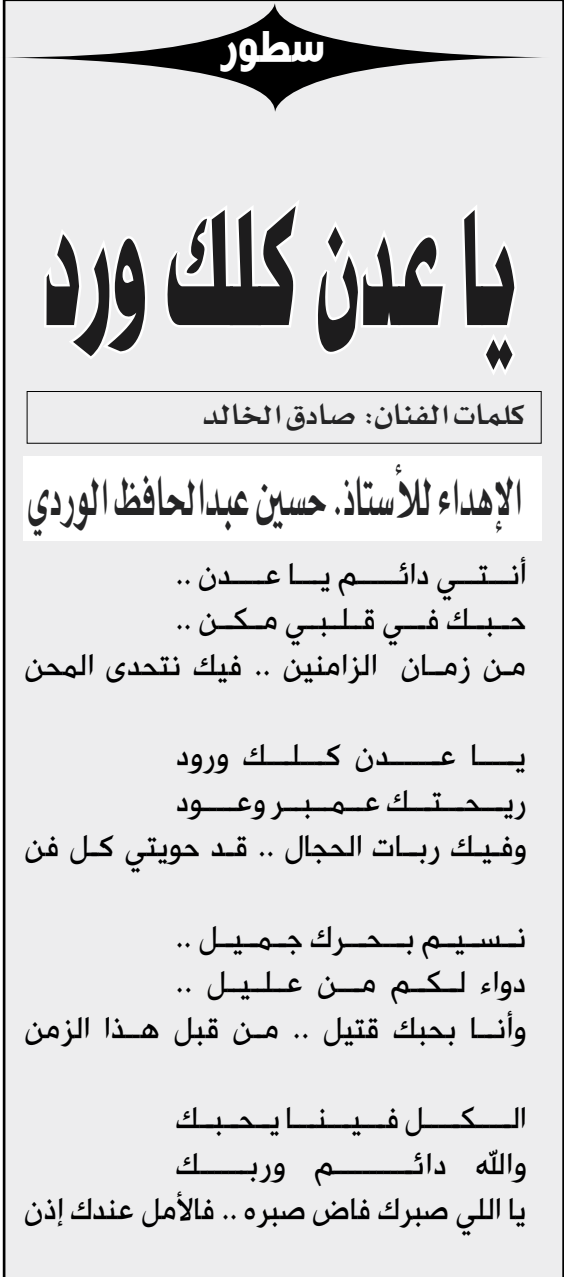 سطور
يا عدن كلك ورد
كلمات الفنان: صادق الخالد
الإهداء للأستاذ. حسين عبدالحافظ الوردي
أنتي دائم يا عدن ..
حبك في قلبي مكن ..
من زمان الزامنين .. فيك نتحدى المحن
يا عدن كلك ورود
ريحتك عمبر وعود
وفيك ربات الحجال .. قد حويتي كل فن
نسيم بحرك جميل ..
دواء لكم من عليل ..
وأنا بحبك قتيل .. من قبل هذا الزمن
الكل فينا يحبك
والله دائم وربك
يا اللي صبرك فاض صبره .. فالأمل عندك إذن